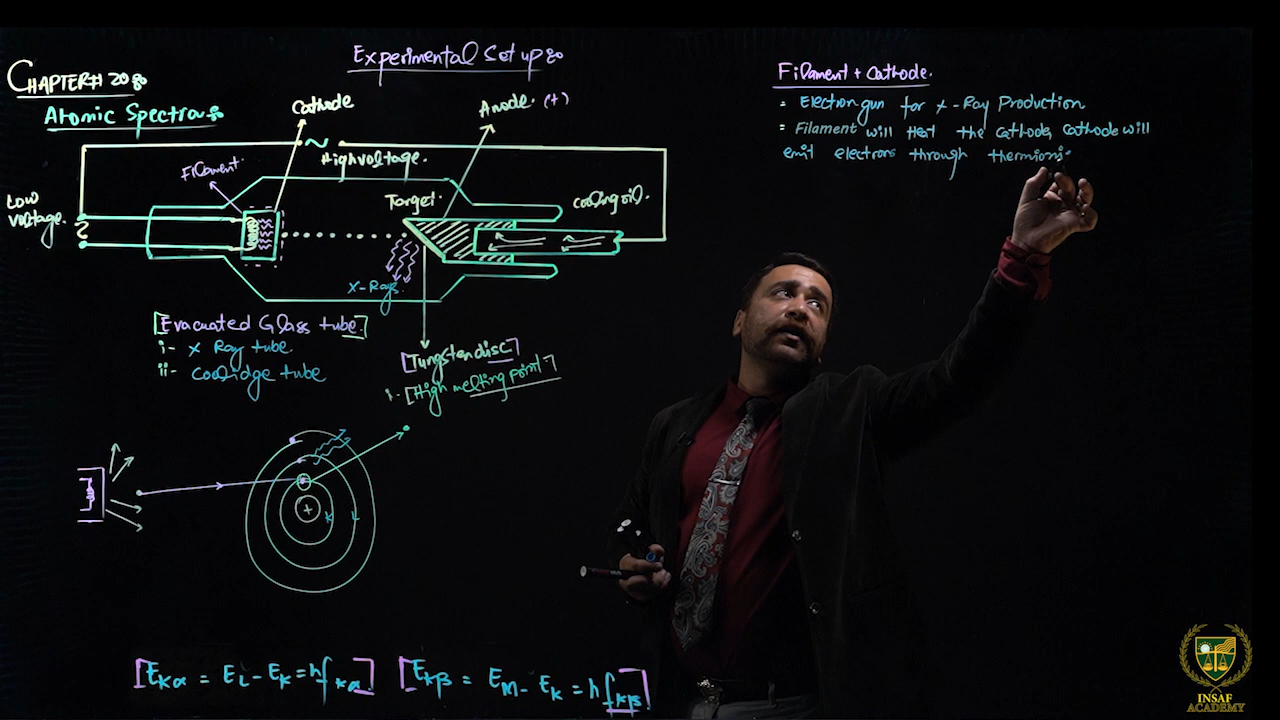 CHAPTER# 20:
Atomic Spectra:
Experimental Set up:
Cathode
Anode (+)
~
High voltage.
Filament
Low
voltage.
Target.
cooling oil.
X-Rays.
[Evacuated Glass tube.]
i- X Ray tube.
ii- Coolidge tube
[Tungsten disc]
i- [High melting point]
+
K
L
[EKα = EL - EK = hfKα] [EKβ = EM - EK = hfKβ]
Filament + Cathode.
= Electron gun for X-Ray Production
= Filament will Heat the Cathode, Cathode will
emit electrons through thermioni
INSAF
ACADEMY